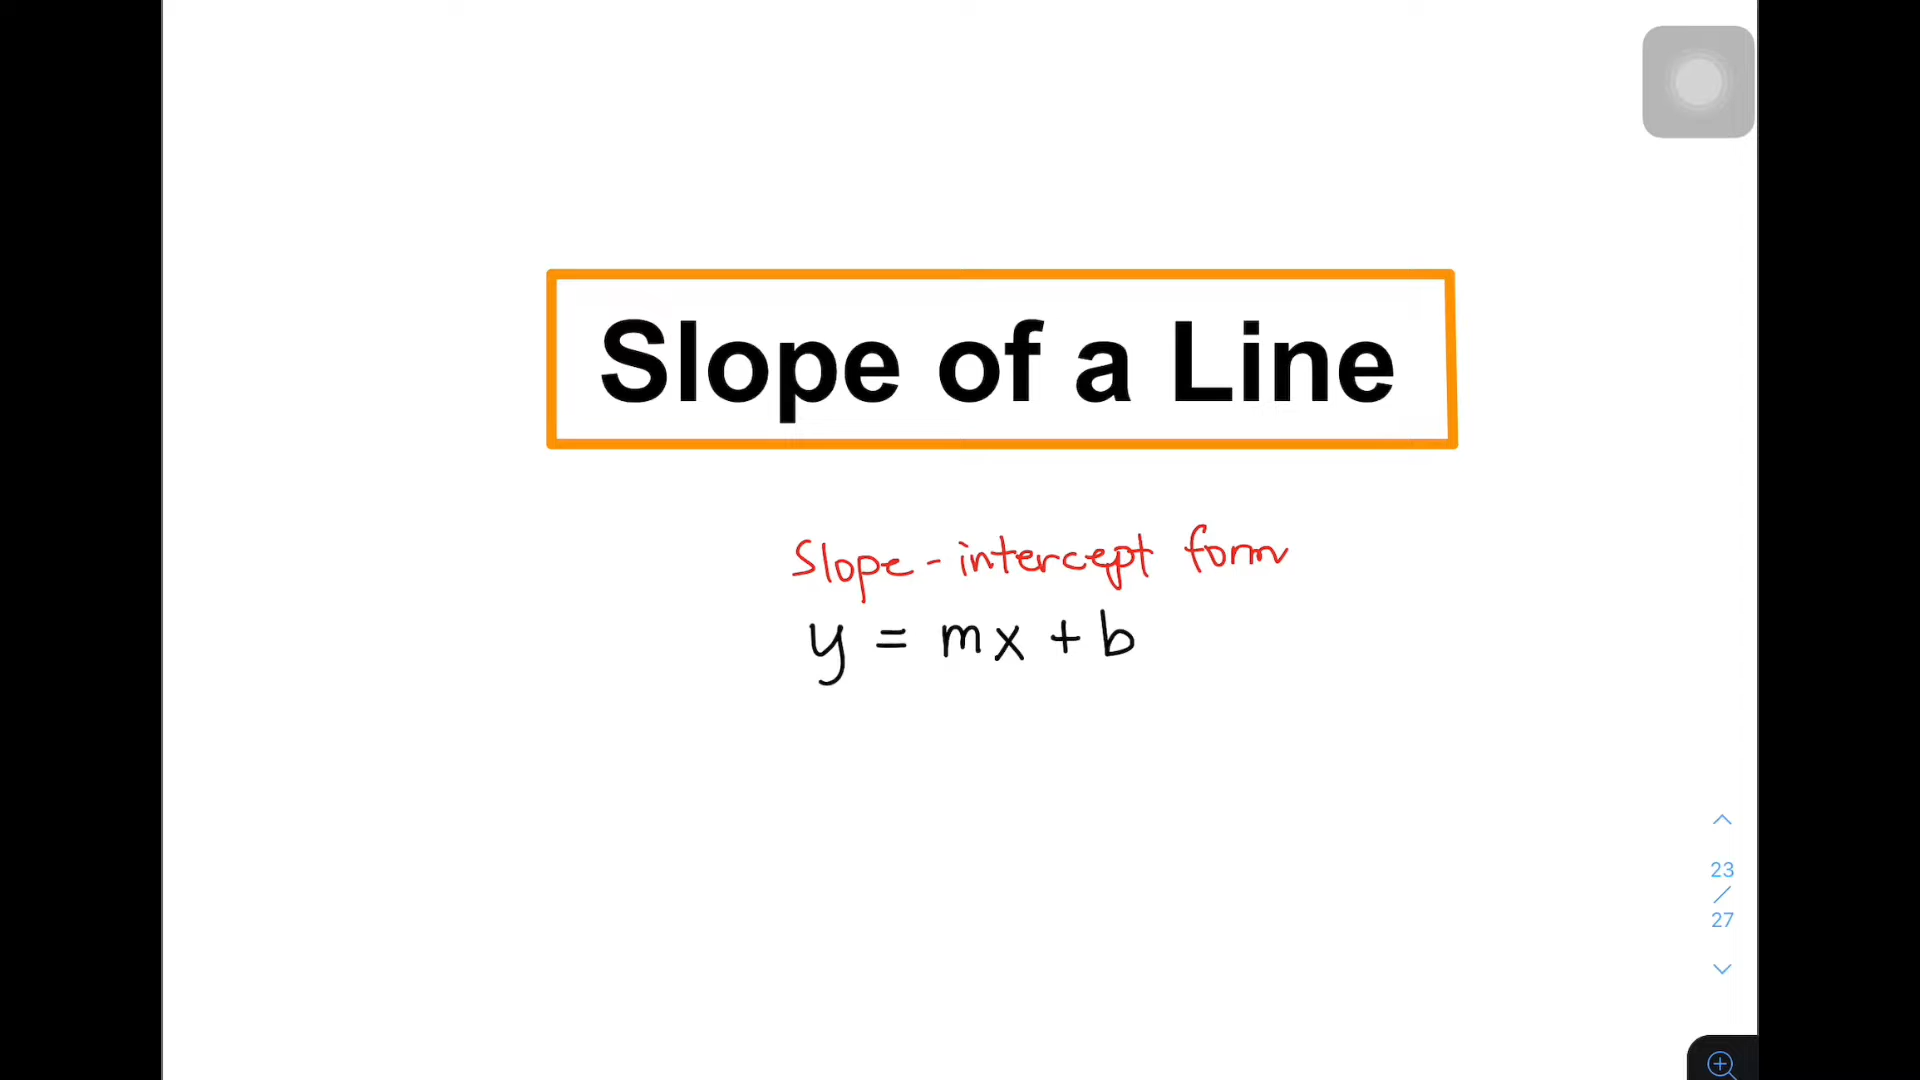 Slope of a Line
Slope-intercept form
y = mx + b
23
/
27